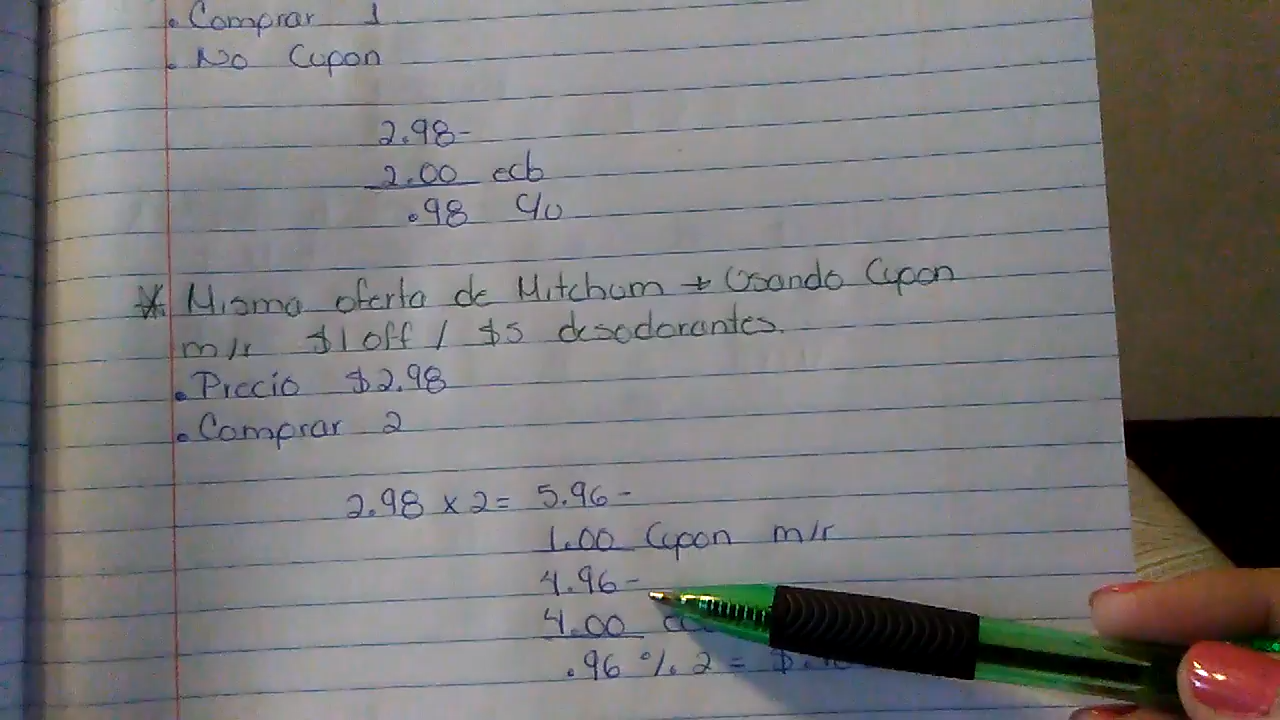 . Comprar 1
. No Cupon
2.98-
2.00 ecb
.98 c/u
* Misma oferta de Mitchum + Usando Cupon
m/r $1 off / $5 desodorantes.
. Precio $2.98
. Comprar 2
2.98 x 2 = 5.96-
1.00 Cupon m/r
4.96-
4.00
.96 % 2 = $.